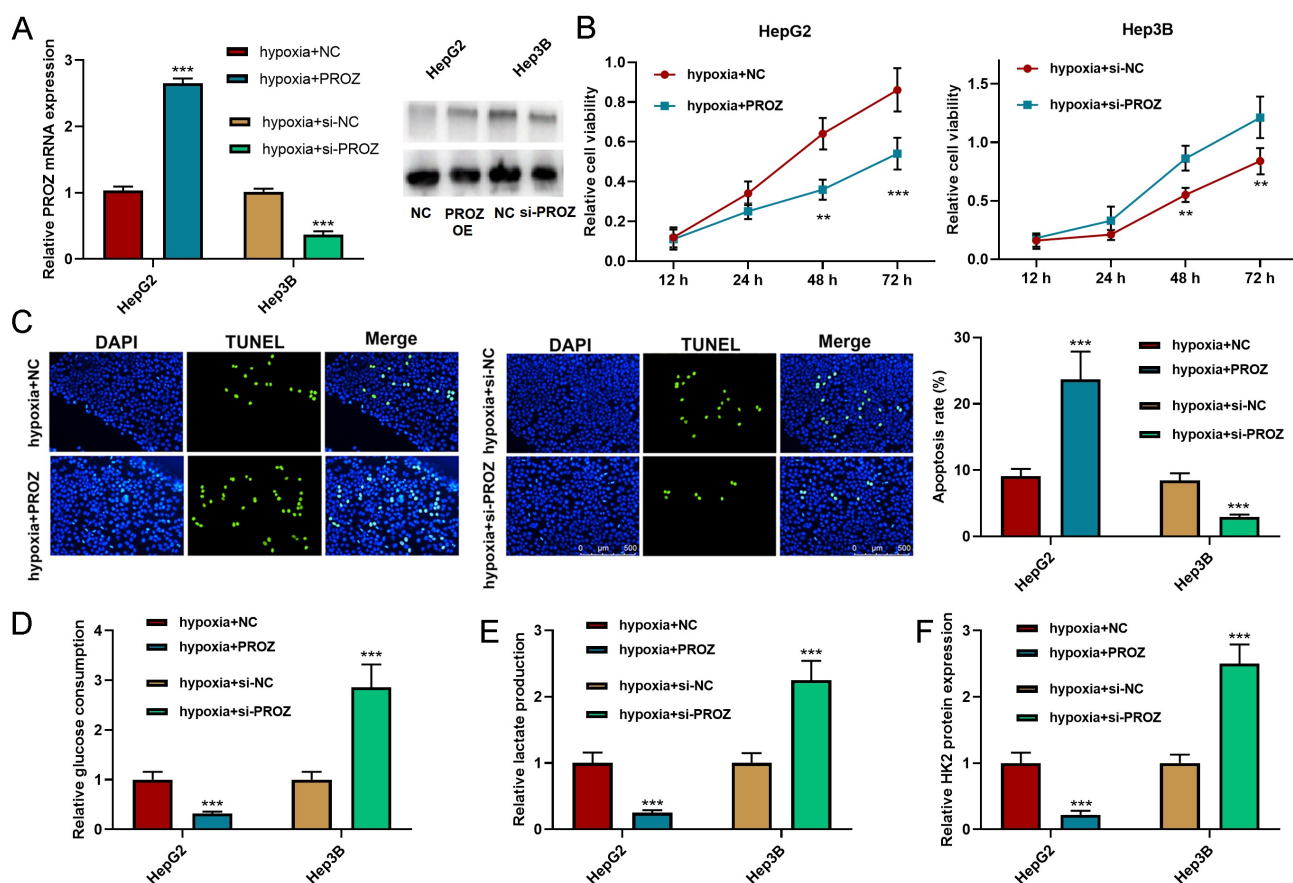 A
Relative PROZ mRNA expression
3
2
1
0
hypoxia+NC
hypoxia+PROZ
hypoxia+si-NC
hypoxia+si-PROZ
***
***
HepG2
Hep3B
HepG2
Hep3B
NC PROZ NC si-PROZ
OE
B
HepG2
Relative cell viability
1.0
0.8
0.6
0.4
0.2
0.0
hypoxia+NC
hypoxia+PROZ
**
***
12 h 24 h 48 h 72 h
Hep3B
Relative cell viability
1.5
1.0
0.5
0.0
hypoxia+si-NC
hypoxia+si-PROZ
**
**
12 h 24 h 48 h 72 h
C
DAPI TUNEL Merge
hypoxia+NC
hypoxia+PROZ
DAPI TUNEL Merge
hypoxia+si-NC
hypoxia+si-PROZ
0 µm 500
0 µm 500
Apoptosis rate (%)
30
20
10
0
***
***
hypoxia+NC
hypoxia+PROZ
hypoxia+si-NC
hypoxia+si-PROZ
HepG2
Hep3B
D
Relative glucose consumption
4
3
2
1
0
hypoxia+NC
hypoxia+PROZ
hypoxia+si-NC
hypoxia+si-PROZ
***
***
HepG2
Hep3B
E
Relative lactate production
3
2
1
0
hypoxia+NC
hypoxia+PROZ
hypoxia+si-NC
hypoxia+si-PROZ
***
***
HepG2
Hep3B
F
Relative HK2 protein expression
3
2
1
0
hypoxia+NC
hypoxia+PROZ
hypoxia+si-NC
hypoxia+si-PROZ
***
***
HepG2
Hep3B